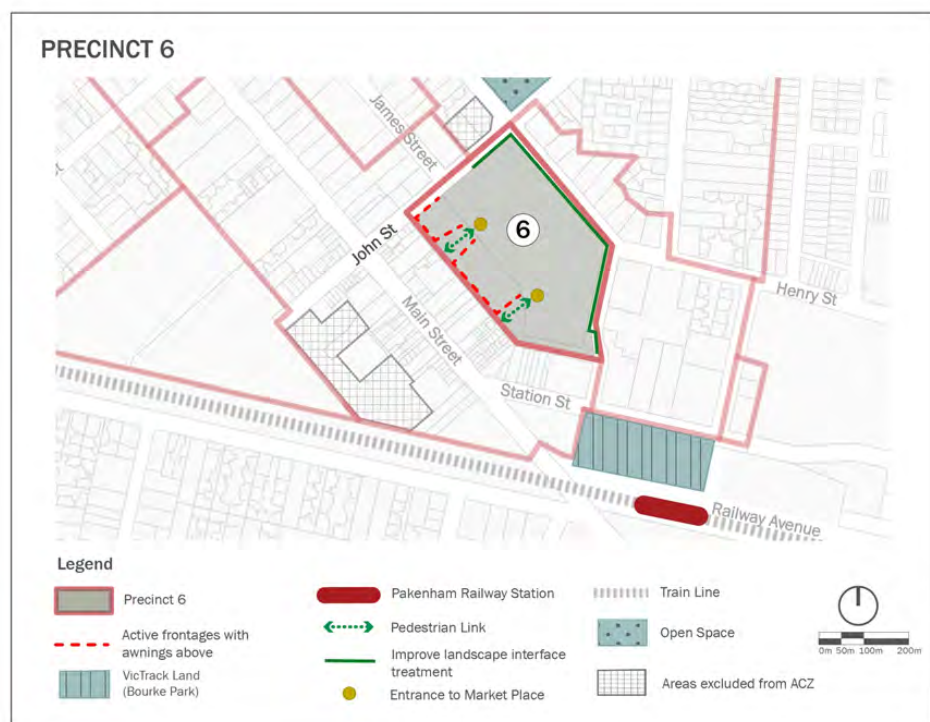 PRECINCT 6
James Street
John St
6
Main Street
Henry St
Station St
Railway Avenue
Legend
Precinct 6
Active frontages with
awnings above
VicTrack Land
(Bourke Park)
Pakenham Railway Station
Pedestrian Link
Improve landscape interface
treatment
Entrance to Market Place
Train Line
Open Space
Areas excluded from ACZ
0m 50m 100m 200m